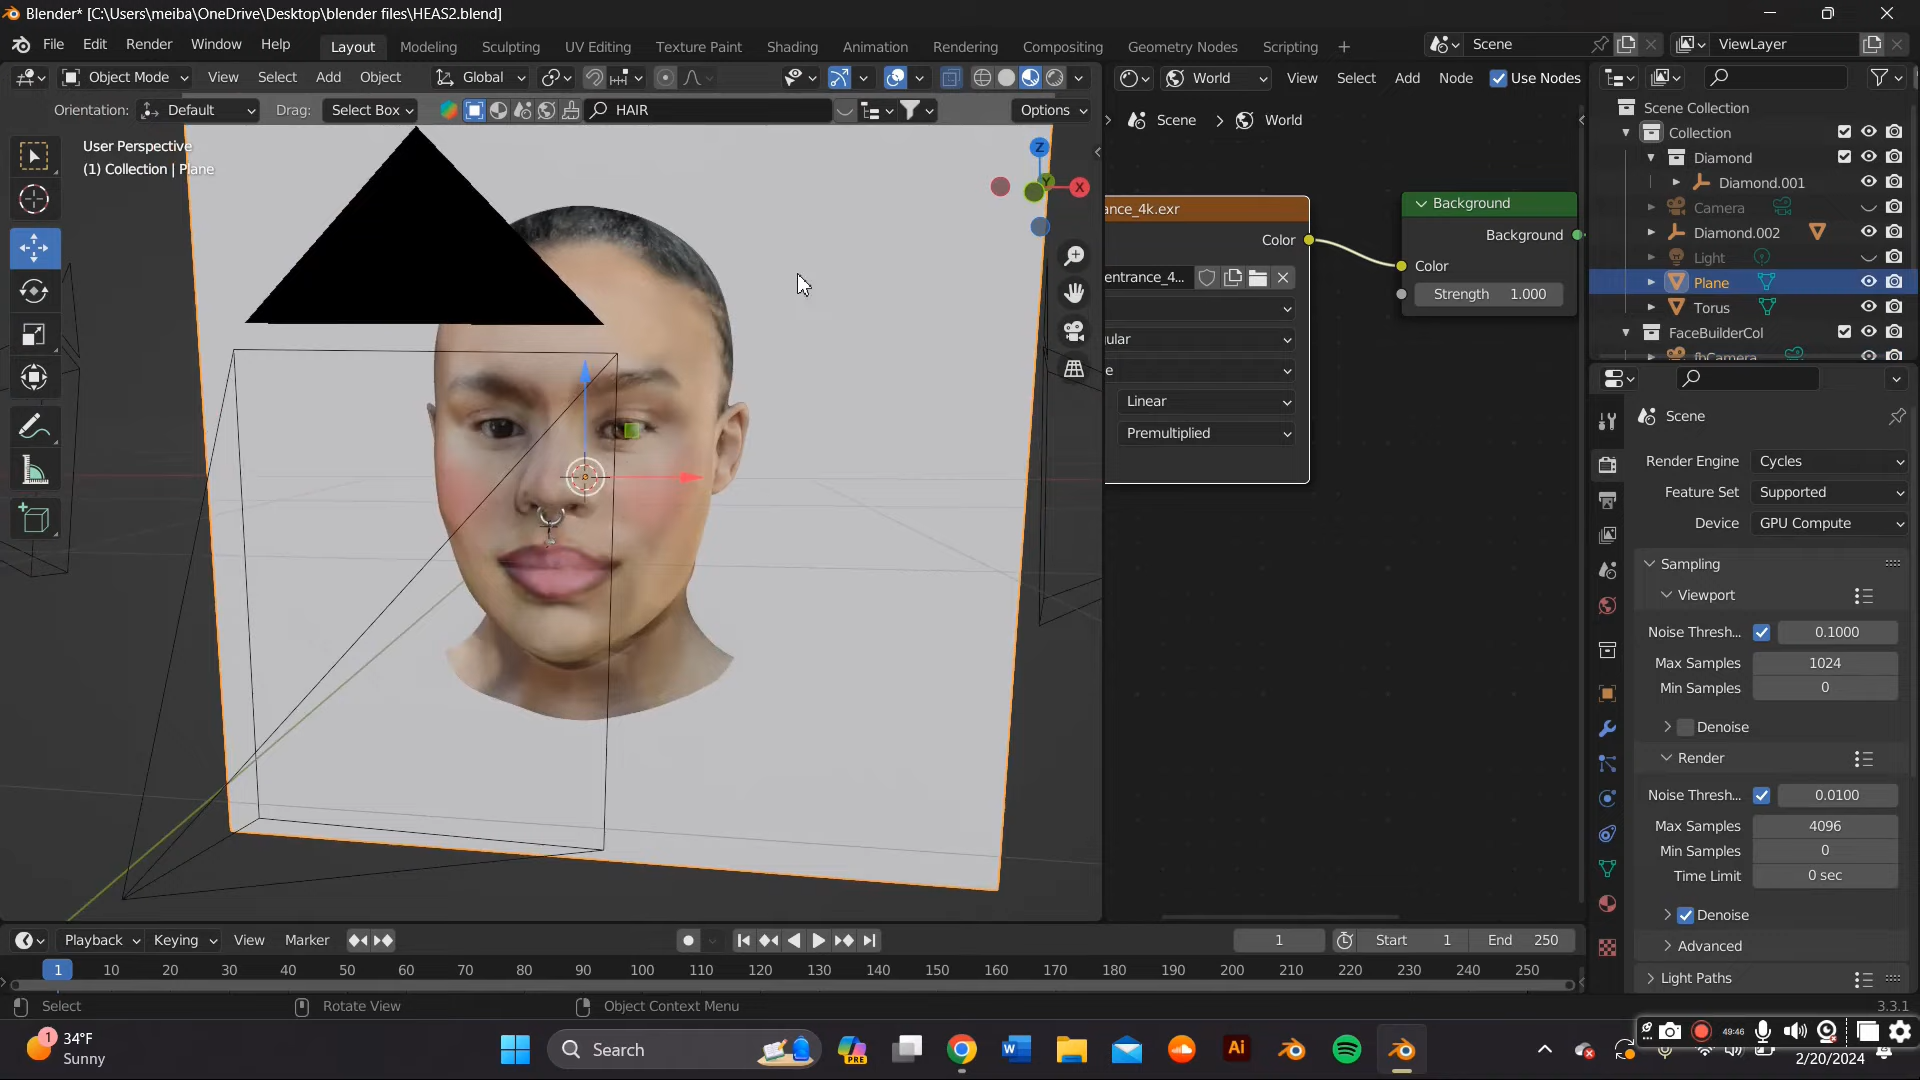 Blender* [C:\Users\meiba\OneDrive\Desktop\blender files\HEAS2.blend]
File Edit Render Window Help Layout Modeling Sculpting UV Editing Texture Paint Shading Animation Rendering Compositing Geometry Nodes Scripting + Scene ViewLayer
Object Mode View Select Add Object Global World View Select Add Node Use Nodes
Orientation: Default Drag: Select Box HAIR Options
Scene Collection
Scene > World
Collection
User Perspective
(1) Collection | Plane
Z
Y
X
Diamond
Diamond.001
Camera
Diamond.002
Light
Plane
Torus
FaceBuilderCol
fbCamera
ance_4k.exr
Color
entrance_4...
ular
e
Linear
Premultiplied
Background
Background
Color
Strength 1.000
Scene
Render Engine Cycles
Feature Set Supported
Device GPU Compute
Sampling
Viewport
Noise Thresh... 0.1000
Max Samples 1024
Min Samples 0
Denoise
Render
Noise Thresh... 0.0100
Max Samples 4096
Min Samples 0
Time Limit 0 sec
Denoise
Advanced
Light Paths
Playback Keying View Marker 1 Start 1 End 250
1 10 20 30 40 50 60 70 80 90 100 110 120 130 140 150 160 170 180 190 200 210 220 230 240 250
Select Rotate View Object Context Menu 3.3.1
1 34°F
Sunny
Search
PRE
W
Ai
49:46
2/20/2024